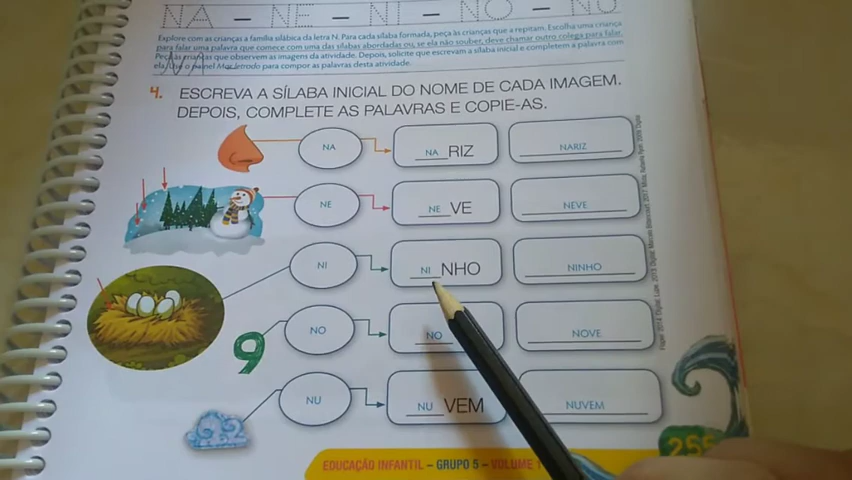 NA – NE – NI – NO – NU
Explore com as crianças a família silábica da letra N. Para cada sílaba formada, peça às crianças que a repitam. Escolha uma criança
para falar uma palavra que comece com uma das sílabas abordadas ou, se ela não souber, deve chamar outro colega para falar.
Peça às crianças que observem as imagens da atividade. Depois, solicite que escrevam a sílaba inicial e completem a palavra com
ela. Use o painel Macletrado para compor as palavras desta atividade.
4. ESCREVA A SÍLABA INICIAL DO NOME DE CADA IMAGEM.
DEPOIS, COMPLETE AS PALAVRAS E COPIE-AS.
NA NA RIZ NARIZ
NE NE VE NEVE
NI NI NHO NINHO
9 NO NO NOVE
NU NU VEM NUVEM
EDUCAÇÃO INFANTIL – GRUPO 5 – VOLUME 1
255